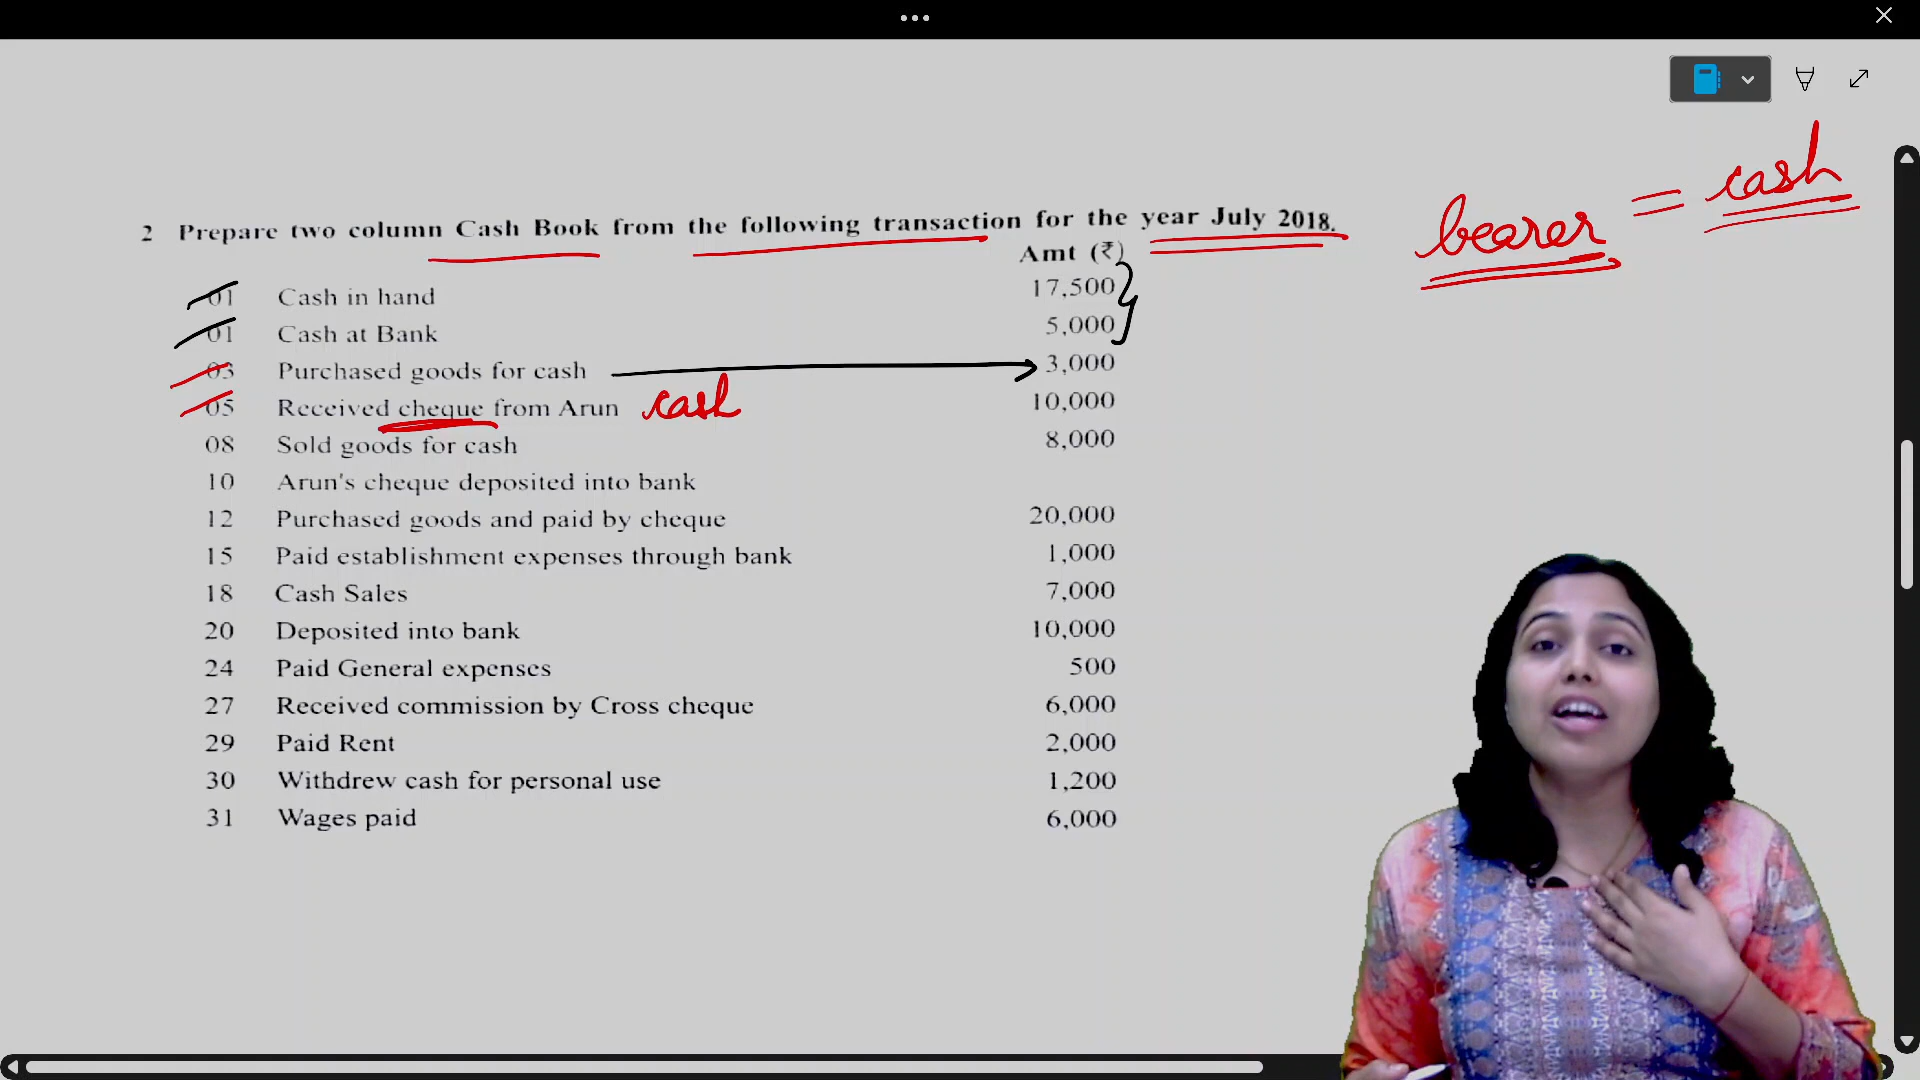 bearer = cash
2 Prepare two column Cash Book from the following transaction for the year July 2018.
Amt (₹)
01 Cash in hand 17,500
01 Cash at Bank 5,000
03 Purchased goods for cash 3,000
05 Received cheque from Arun cash 10,000
08 Sold goods for cash 8,000
10 Arun's cheque deposited into bank
12 Purchased goods and paid by cheque 20,000
15 Paid establishment expenses through bank 1,000
18 Cash Sales 7,000
20 Deposited into bank 10,000
24 Paid General expenses 500
27 Received commission by Cross cheque 6,000
29 Paid Rent 2,000
30 Withdrew cash for personal use 1,200
31 Wages paid 6,000